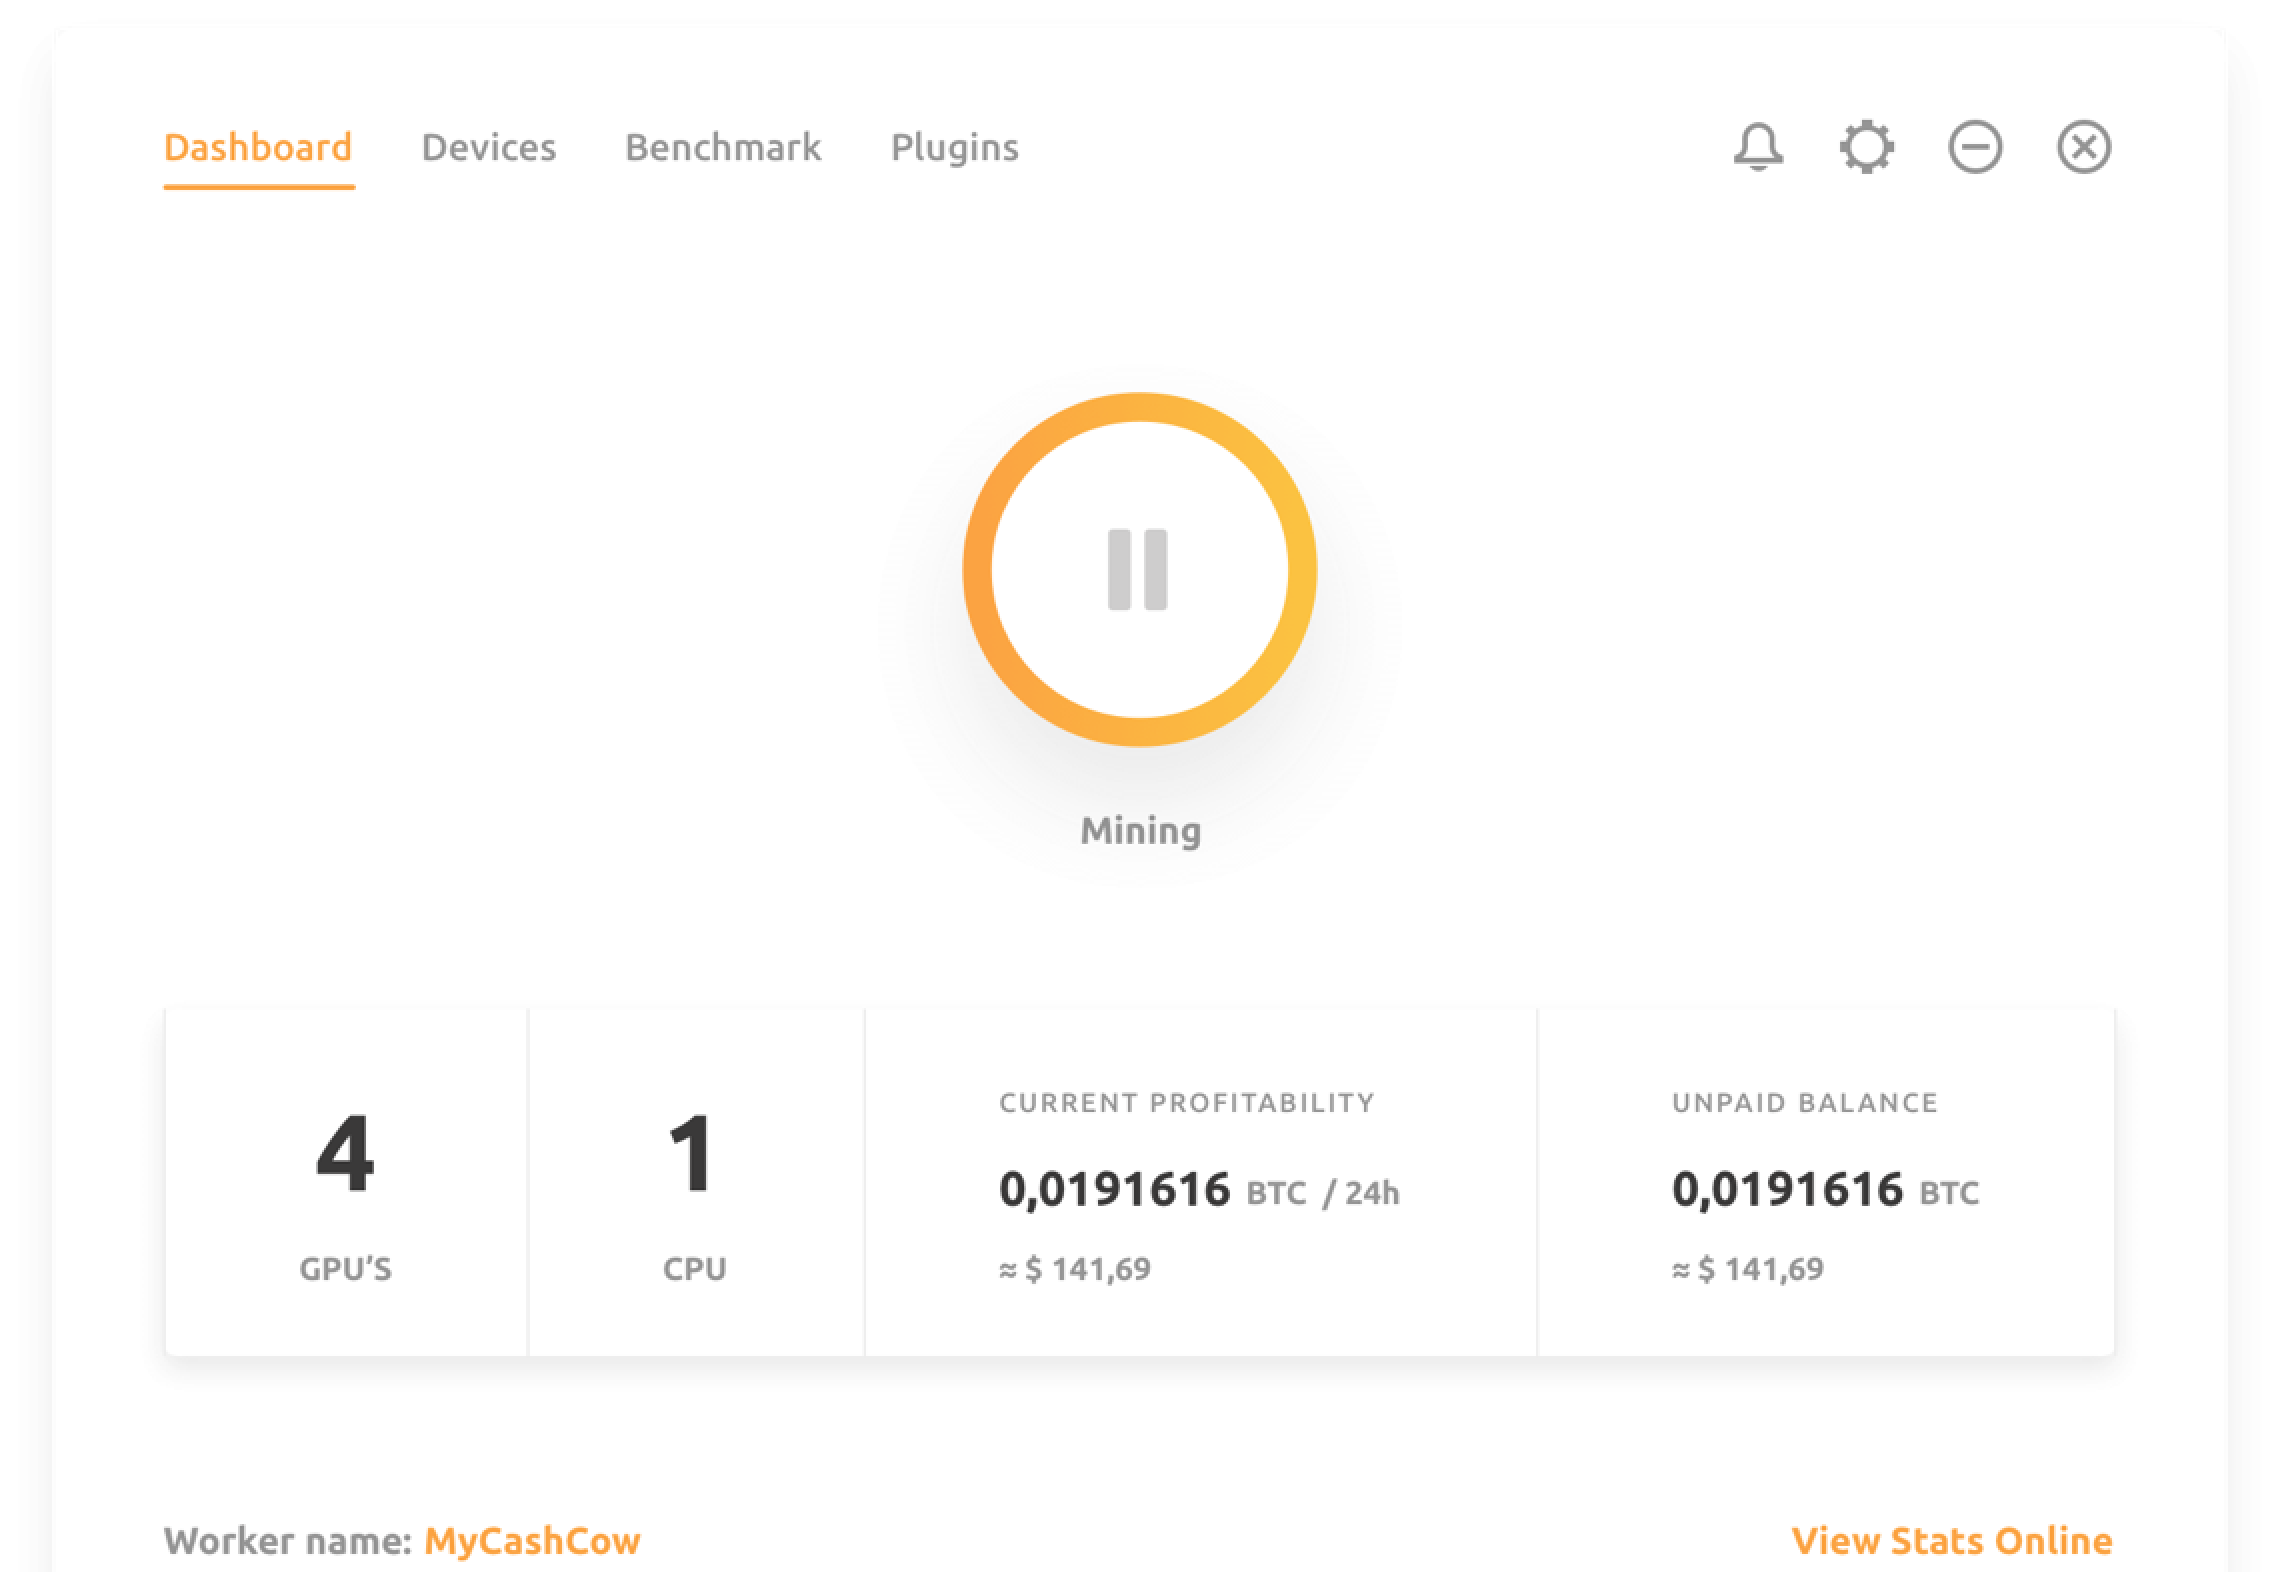 Dashboard Devices Benchmark Plugins
Mining
4
GPU’S
1
CPU
CURRENT PROFITABILITY
0,0191616 BTC / 24h
≈ $ 141,69
UNPAID BALANCE
0,0191616 BTC
≈ $ 141,69
Worker name: MyCashCow
View Stats Online